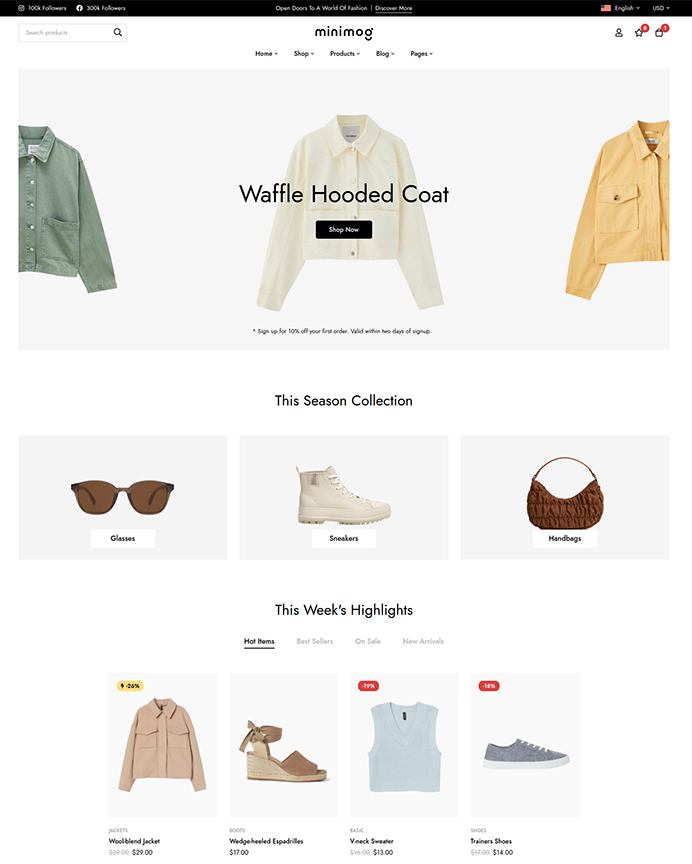 100k Followers
300k Followers
Open Doors To A World Of Fashion | Discover More
English
USD
Search products
minimog
0
1
Home
Shop
Products
Blog
Pages
Waffle Hooded Coat
Shop Now
* Sign up for 10% off your first order. Valid within two days of signup.
This Season Collection
Glasses
Sneakers
Handbags
This Week's Highlights
Hot Items
Best Sellers
On Sale
New Arrivals
-26%
-19%
-18%
JACKETS
Wool-blend Jacket
$39.00 $29.00
BOOTS
Wedge-heeled Espadrilles
$17.00
BASIC
V-neck Sweater
$16.00 $13.00
SHOES
Trainers Shoes
$17.00 $14.00